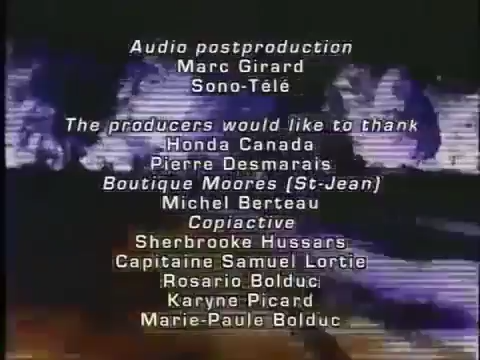 Audio postproduction
Marc Girard
Sono-Télé
The producers would like to thank
Honda Canada
Pierre Desmarais
Boutique Moores (St-Jean)
Michel Berteau
Copiactive
Sherbrooke Hussars
Capitaine Samuel Lortie
Rosario Bolduc
Karyne Picard
Marie-Paule Bolduc